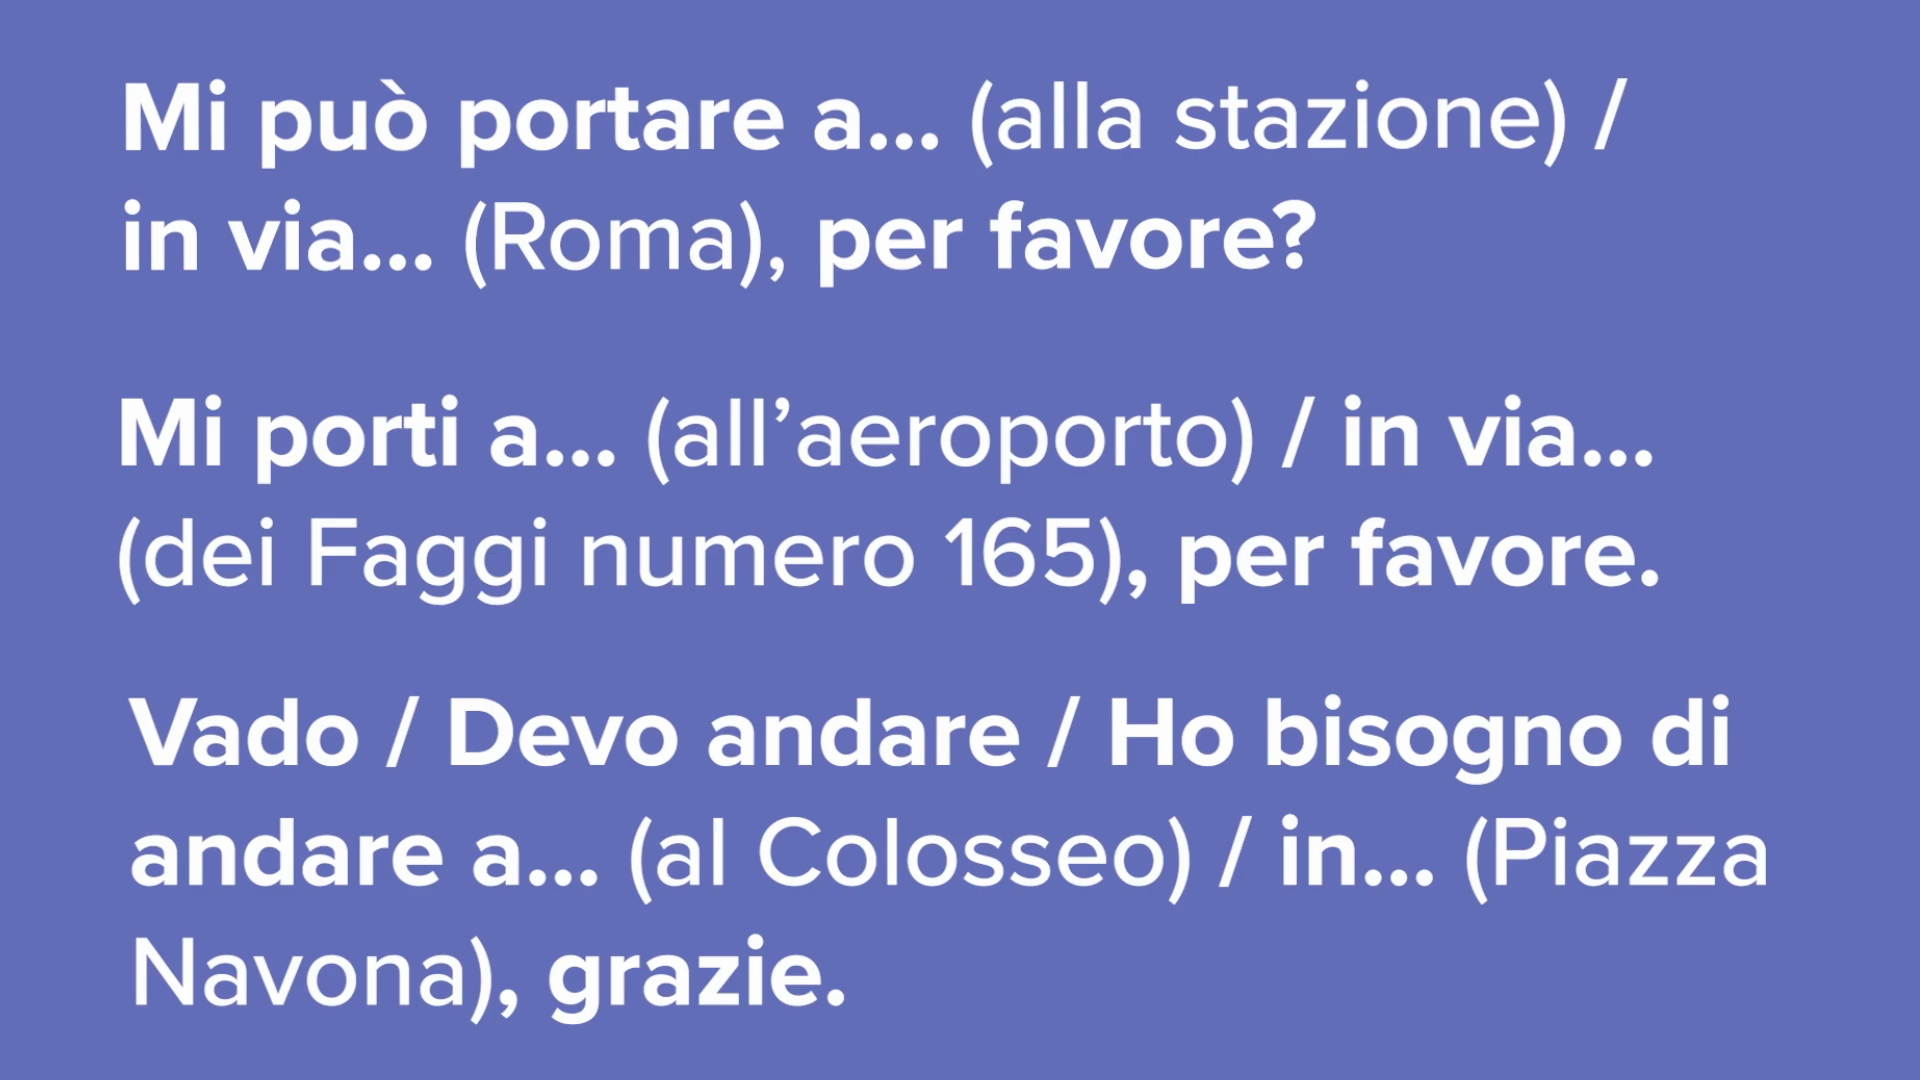 Mi può portare a... (alla stazione) /
in via... (Roma), per favore?
Mi porti a... (all’aeroporto) / in via...
(dei Faggi numero 165), per favore.
Vado / Devo andare / Ho bisogno di
andare a... (al Colosseo) / in... (Piazza
Navona), grazie.